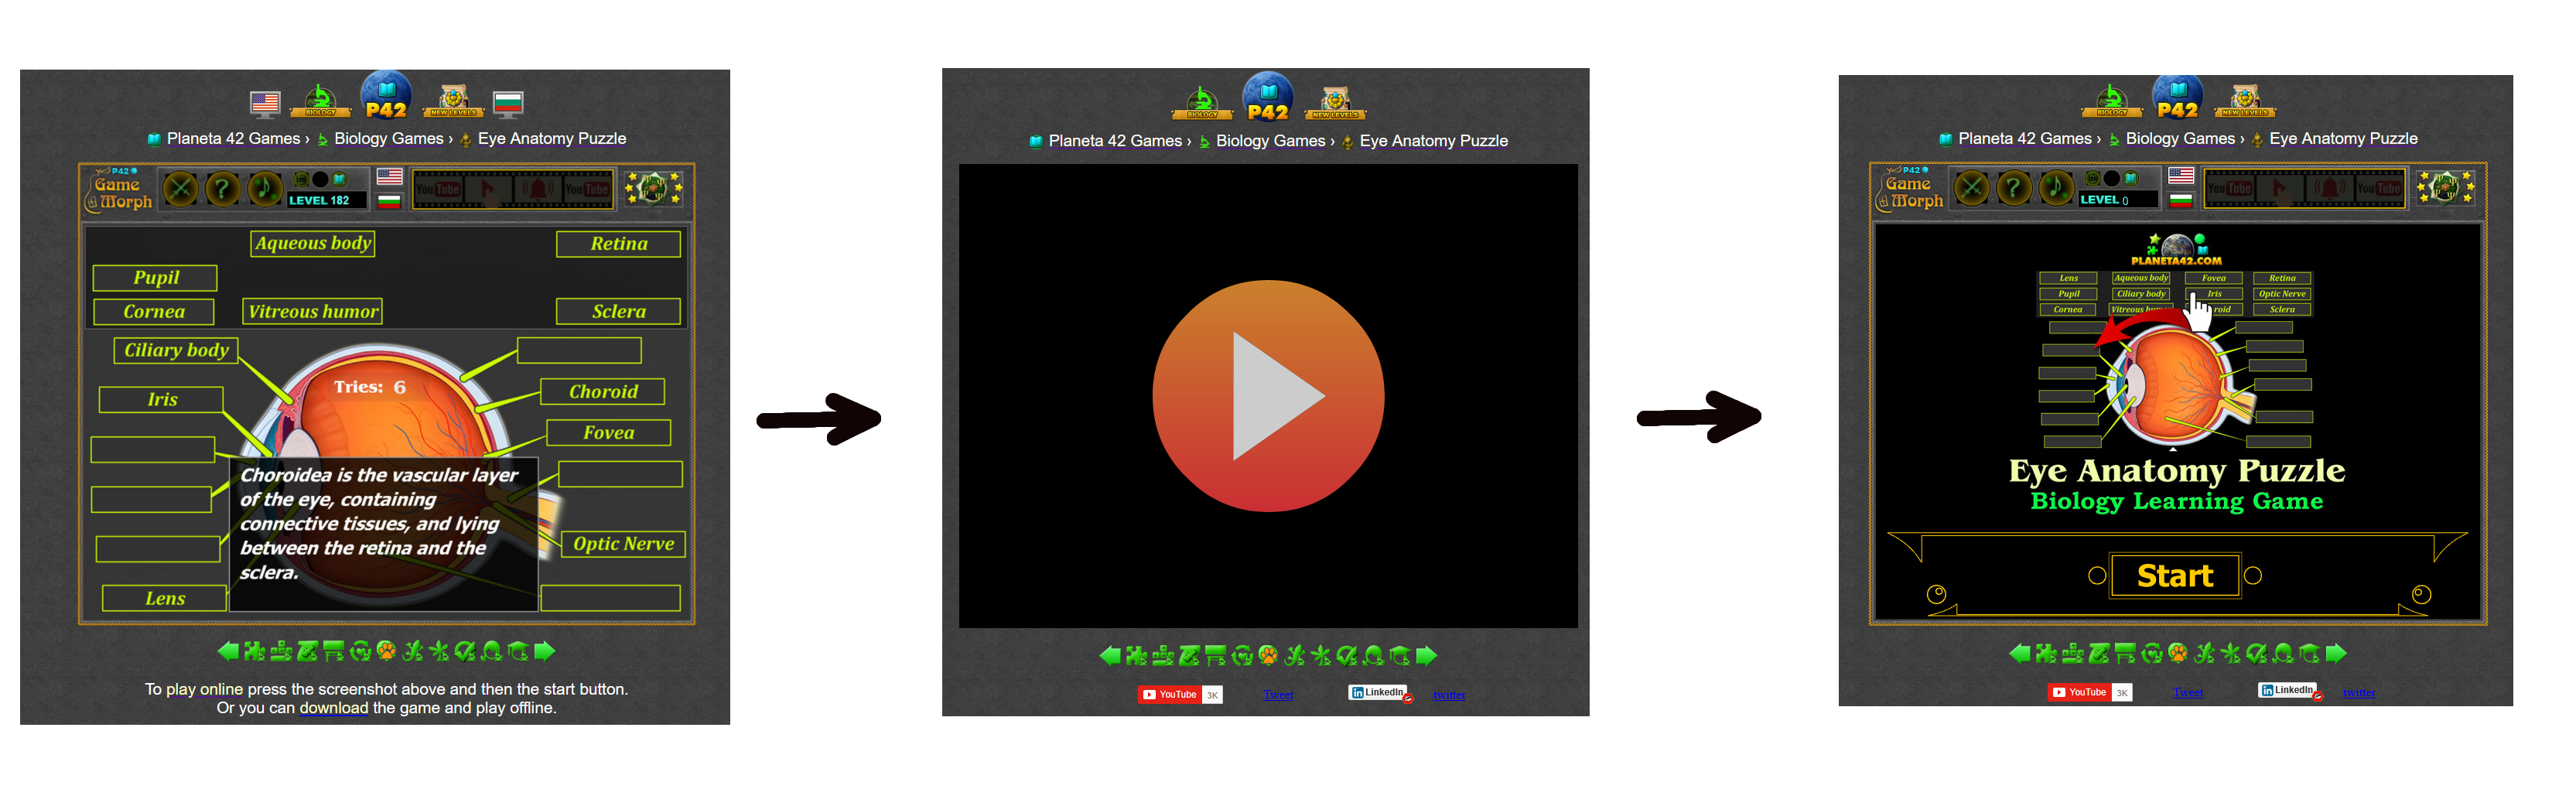 BIOLOGY
P42
NEW LEVELS
Planeta 42 Games › Biology Games › Eye Anatomy Puzzle
P42
Game Morph
?
LEVEL 182
YouTube
YouTube
Aqueous body
Retina
Pupil
Cornea
Vitreous humor
Sclera
Ciliary body
Iris
Tries: 6
Choroid
Fovea
Choroidea is the vascular layer
of the eye, containing
connective tissues, and lying
between the retina and the
sclera.
Optic Nerve
Lens
To play online press the screenshot above and then the start button.
Or you can download the game and play offline.
BIOLOGY
P42
NEW LEVELS
Planeta 42 Games › Biology Games › Eye Anatomy Puzzle
YouTube 3K
Tweet
in LinkedIn
twitter
BIOLOGY
P42
NEW LEVELS
Planeta 42 Games › Biology Games › Eye Anatomy Puzzle
P42
Game Morph
?
LEVEL 0
YouTube
YouTube
PLANETA42.COM
Lens Aqueous body Fovea Retina
Pupil Ciliary body Iris Optic Nerve
Cornea Vitreous roid Sclera
Eye Anatomy Puzzle
Biology Learning Game
Start
YouTube 3K
Tweet
in LinkedIn
twitter